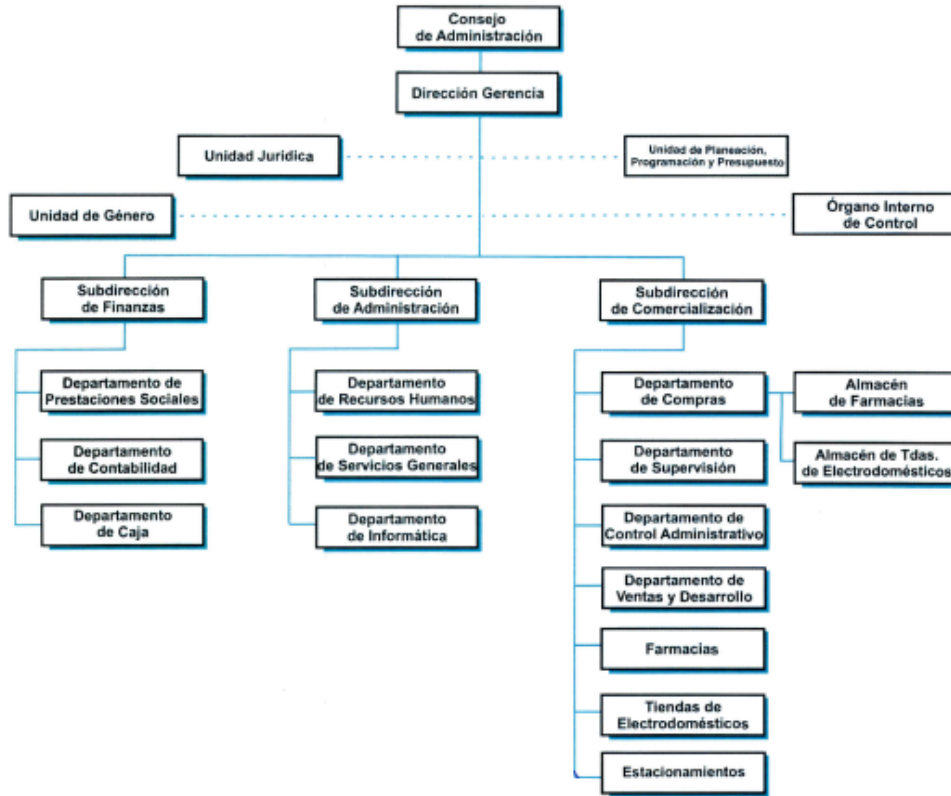 Consejo
de Administración
Dirección Gerencia
Unidad Jurídica
Unidad de Planeación,
Programación y Presupuesto
Unidad de Género
Órgano Interno
de Control
Subdirección
de Finanzas
Subdirección
de Administración
Subdirección
de Comercialización
Departamento de
Prestaciones Sociales
Departamento
de Contabilidad
Departamento
de Caja
Departamento
de Recursos Humanos
Departamento
de Servicios Generales
Departamento
de Informática
Departamento
de Compras
Almacén
de Farmacias
Almacén de Tdas.
de Electrodomésticos
Departamento
de Supervisión
Departamento de
Control Administrativo
Departamento de
Ventas y Desarrollo
Farmacias
Tiendas de
Electrodomésticos
Estacionamientos